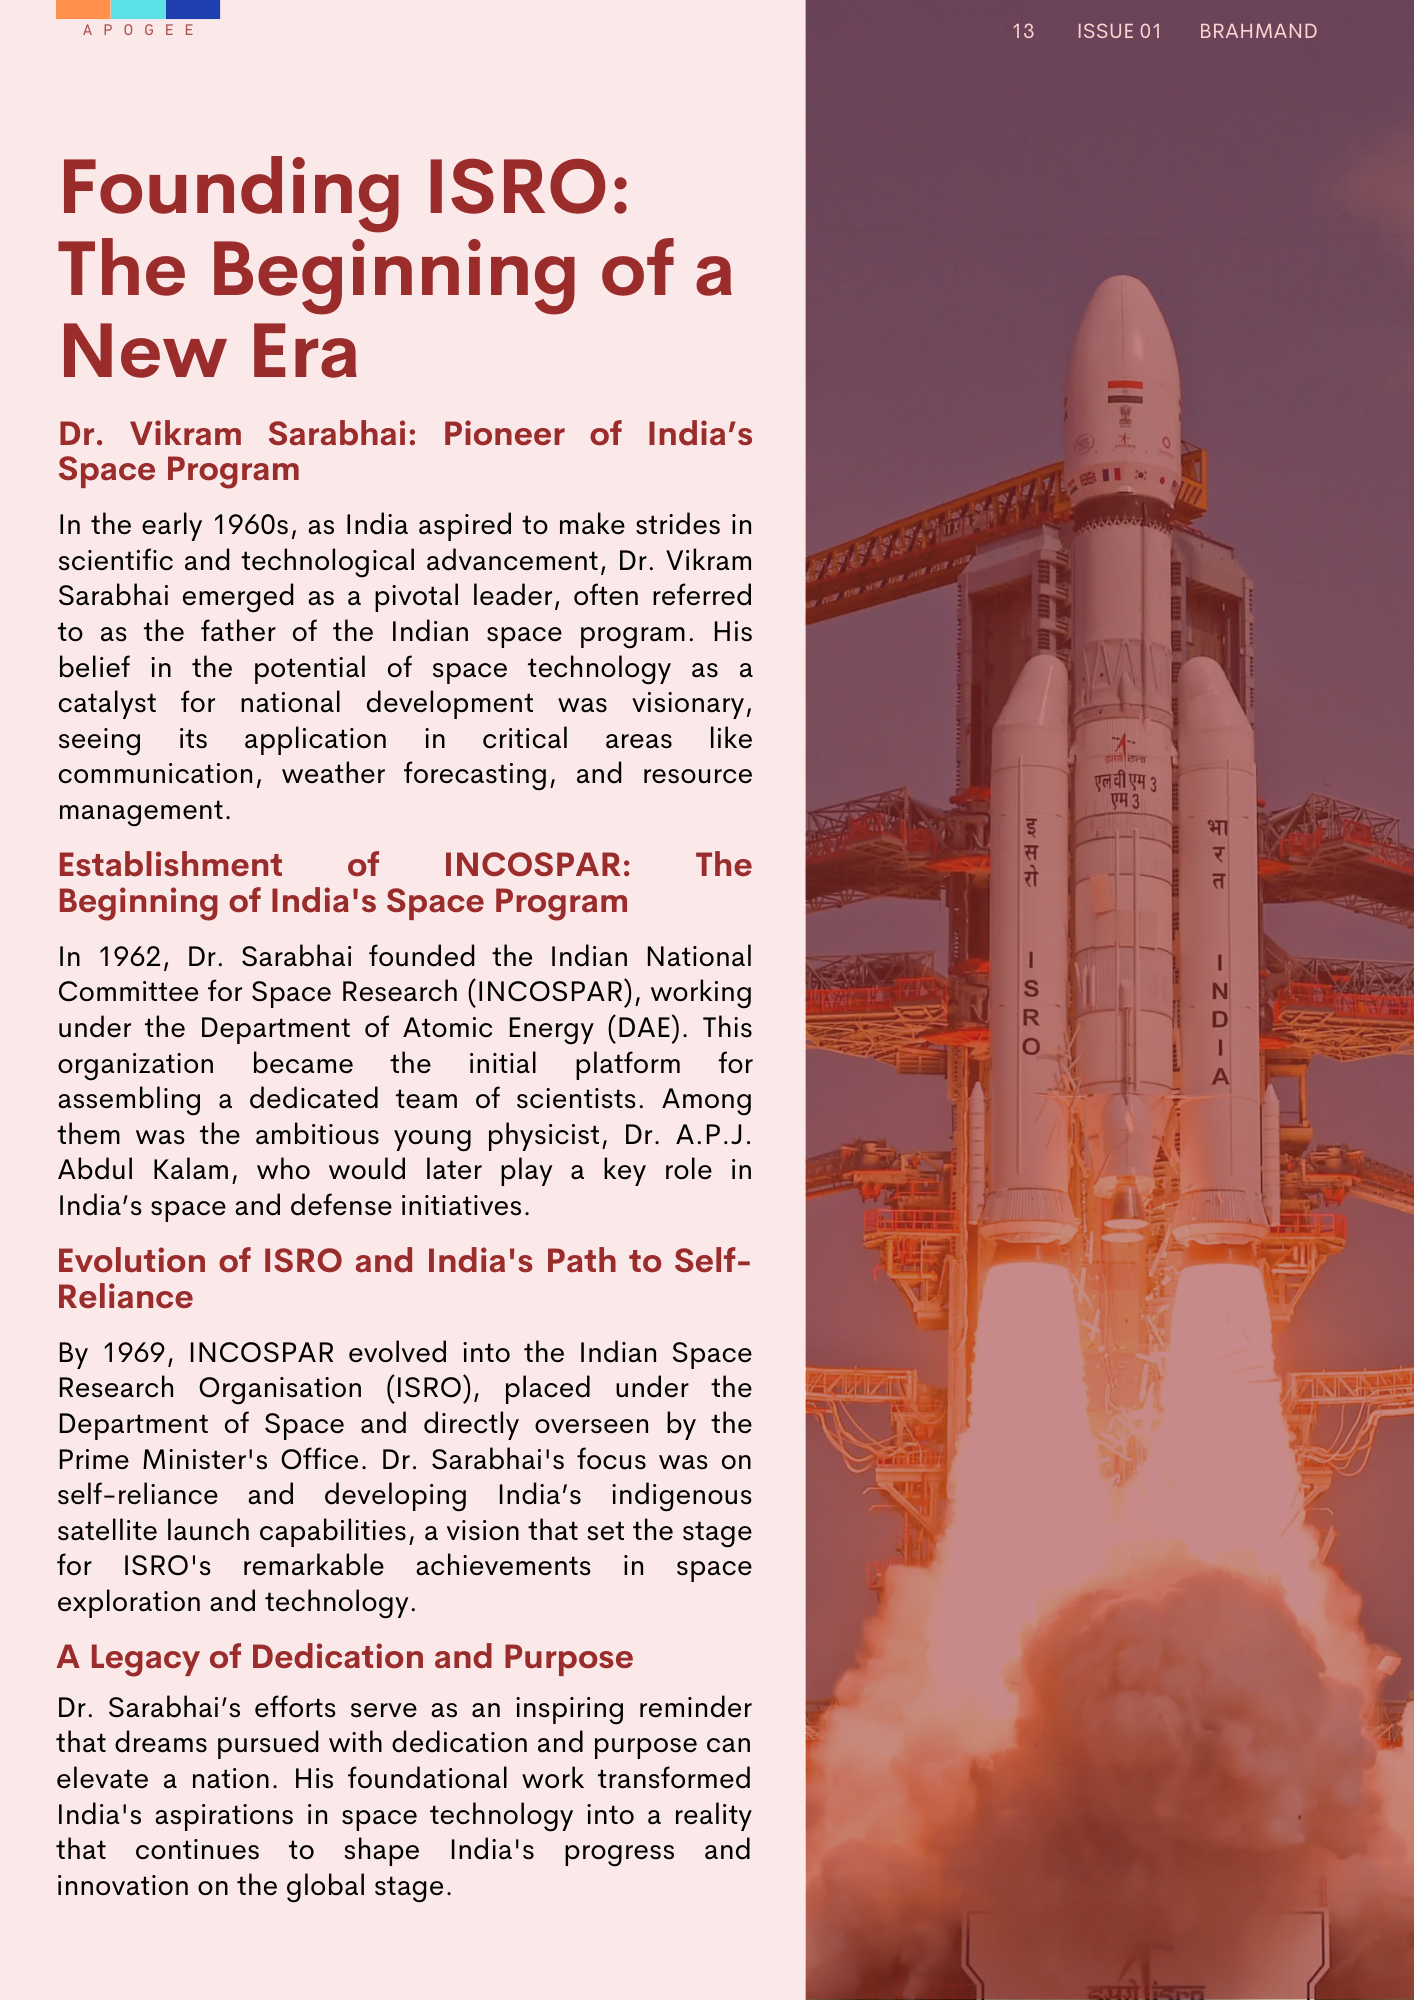 APOGEE
13 ISSUE 01 BRAHMAND
Founding ISRO:
The Beginning of a
New Era
Dr. Vikram Sarabhai: Pioneer of India’s
Space Program
In the early 1960s, as India aspired to make strides in
scientific and technological advancement, Dr. Vikram
Sarabhai emerged as a pivotal leader, often referred
to as the father of the Indian space program. His
belief in the potential of space technology as a
catalyst for national development was visionary,
seeing its application in critical areas like
communication, weather forecasting, and resource
management.
Establishment of INCOSPAR: The
Beginning of India's Space Program
In 1962, Dr. Sarabhai founded the Indian National
Committee for Space Research (INCOSPAR), working
under the Department of Atomic Energy (DAE). This
organization became the initial platform for
assembling a dedicated team of scientists. Among
them was the ambitious young physicist, Dr. A.P.J.
Abdul Kalam, who would later play a key role in
India’s space and defense initiatives.
Evolution of ISRO and India's Path to Self-
Reliance
By 1969, INCOSPAR evolved into the Indian Space
Research Organisation (ISRO), placed under the
Department of Space and directly overseen by the
Prime Minister's Office. Dr. Sarabhai's focus was on
self-reliance and developing India’s indigenous
satellite launch capabilities, a vision that set the stage
for ISRO's remarkable achievements in space
exploration and technology.
A Legacy of Dedication and Purpose
Dr. Sarabhai’s efforts serve as an inspiring reminder
that dreams pursued with dedication and purpose can
elevate a nation. His foundational work transformed
India's aspirations in space technology into a reality
that continues to shape India's progress and
innovation on the global stage.
इसरो isro
एलवीएम 3
एम 3
इसरो
ISRO
भारत
INDIA
इसरो isro